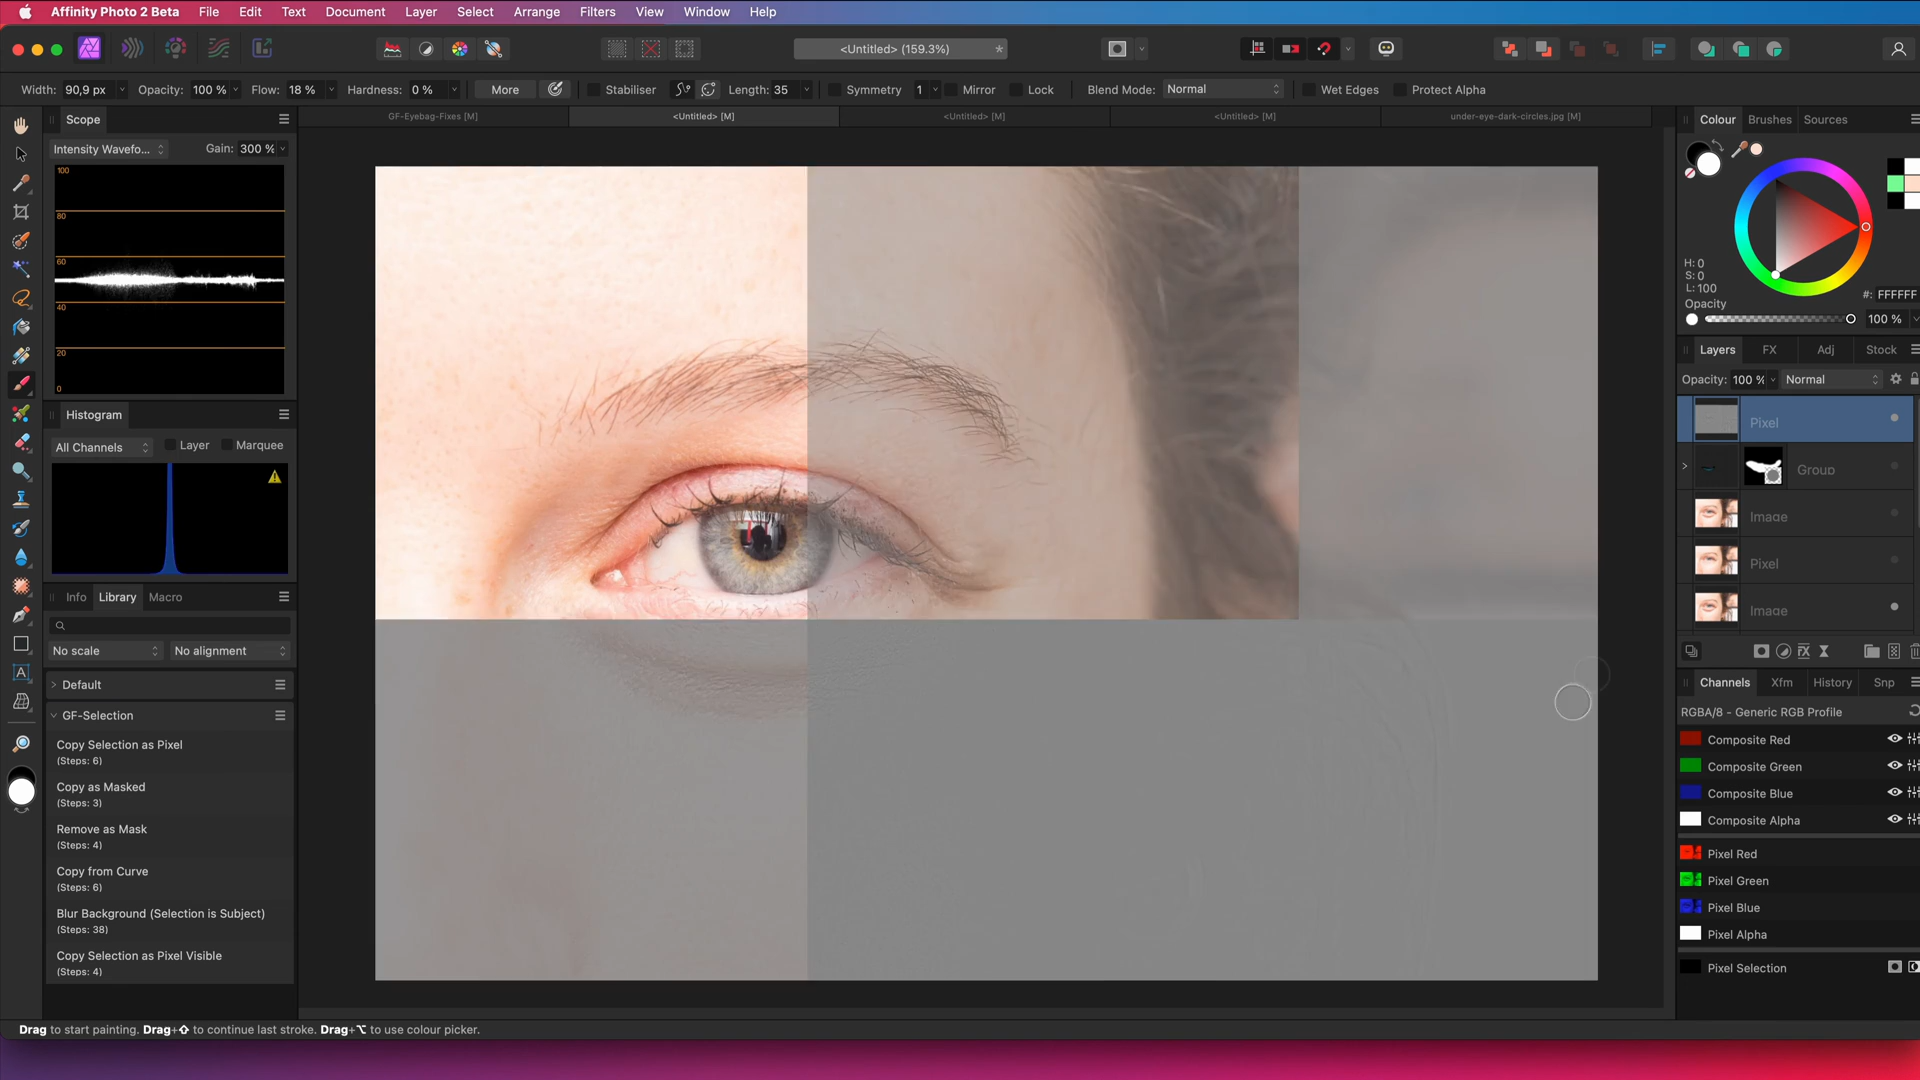 Affinity Photo 2 Beta File Edit Text Document Layer Select Arrange Filters View Window Help
<Untitled> (159.3%) *
Width: 90,9 px Opacity: 100 % Flow: 18 % Hardness: 0 % More Stabiliser Length: 35 Symmetry 1 Mirror Lock Blend Mode: Normal Wet Edges Protect Alpha
GF-Eyebag-Fixes [M] <Untitled> [M] <Untitled> [M] <Untitled> [M] under-eye-dark-circles.jpg [M]
Scope
Intensity Wavefo... Gain: 300 %
100
80
60
40
20
0
Histogram
All Channels Layer Marquee
Info Library Macro
No scale No alignment
Default
GF-Selection
Copy Selection as Pixel
(Steps: 6)
Copy as Masked
(Steps: 3)
Remove as Mask
(Steps: 4)
Copy from Curve
(Steps: 6)
Blur Background (Selection is Subject)
(Steps: 38)
Copy Selection as Pixel Visible
(Steps: 4)
Colour Brushes Sources
H: 0
S: 0
L: 100
#: FFFFFF
Opacity
100 %
Layers FX Adj Stock
Opacity: 100 % Normal
Pixel
Group
Image
Pixel
Image
Channels Xfm History Snp
RGBA/8 - Generic RGB Profile
Composite Red
Composite Green
Composite Blue
Composite Alpha
Pixel Red
Pixel Green
Pixel Blue
Pixel Alpha
Pixel Selection
Drag to start painting. Drag+⇧ to continue last stroke. Drag+⌥ to use colour picker.